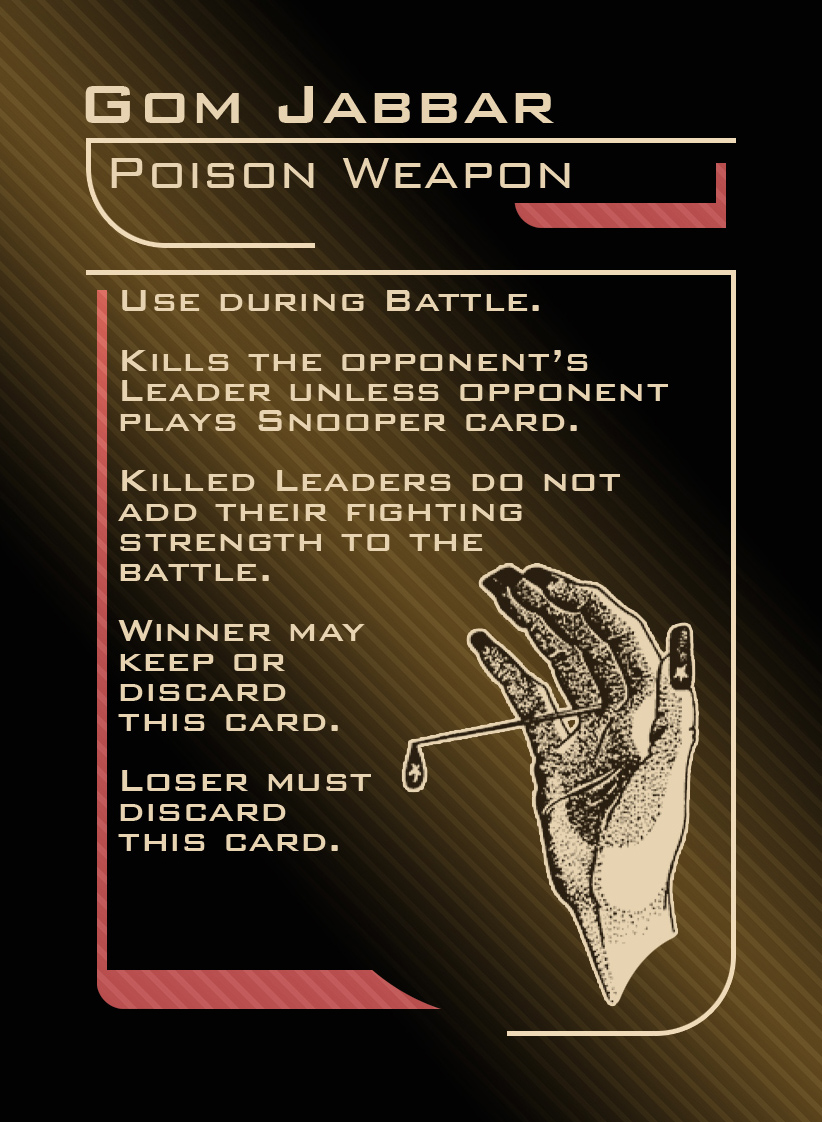 Gom Jabbar
Poison Weapon
Use during Battle.
Kills the opponent's
Leader unless opponent
plays Snooper card.
Killed Leaders do not
add their fighting
strength to the
battle.
Winner may
keep or
discard
this card.
Loser must
discard
this card.